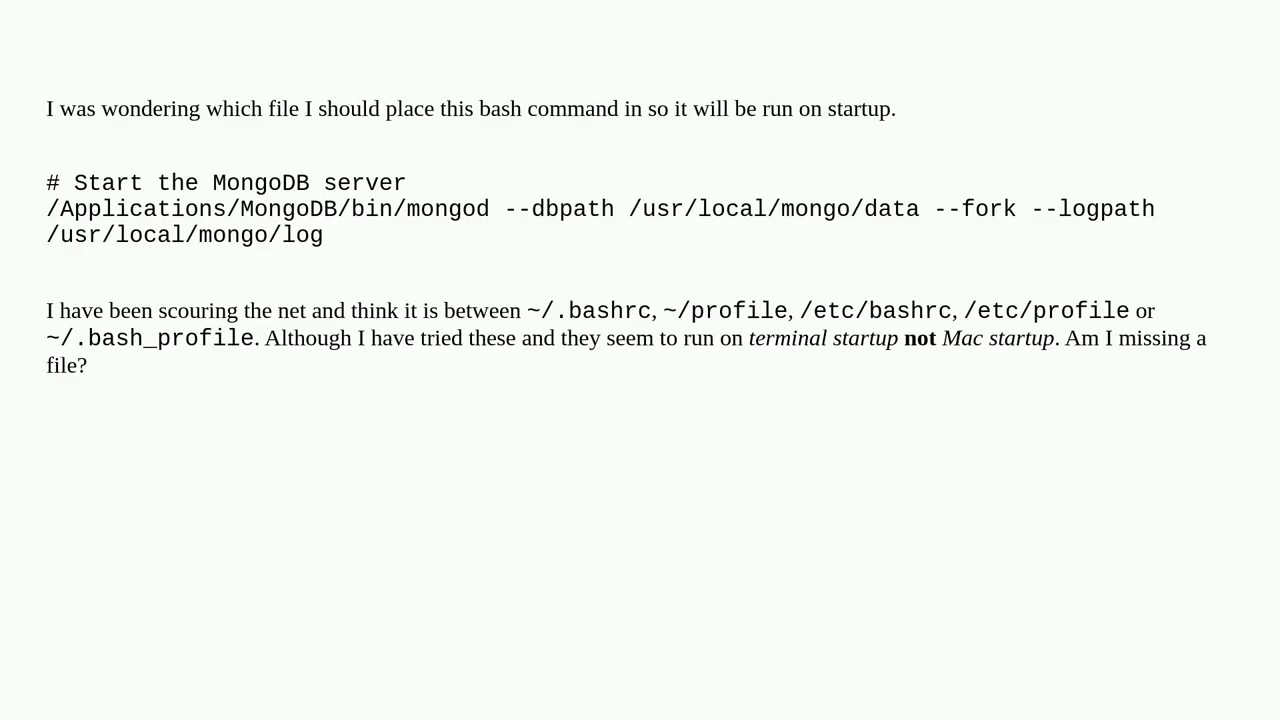 I was wondering which file I should place this bash command in so it will be run on startup.
# Start the MongoDB server
/Applications/MongoDB/bin/mongod --dbpath /usr/local/mongo/data --fork --logpath
/usr/local/mongo/log
I have been scouring the net and think it is between ~/.bashrc, ~/profile, /etc/bashrc, /etc/profile or
~/.bash_profile. Although I have tried these and they seem to run on terminal startup not Mac startup. Am I missing a
file?